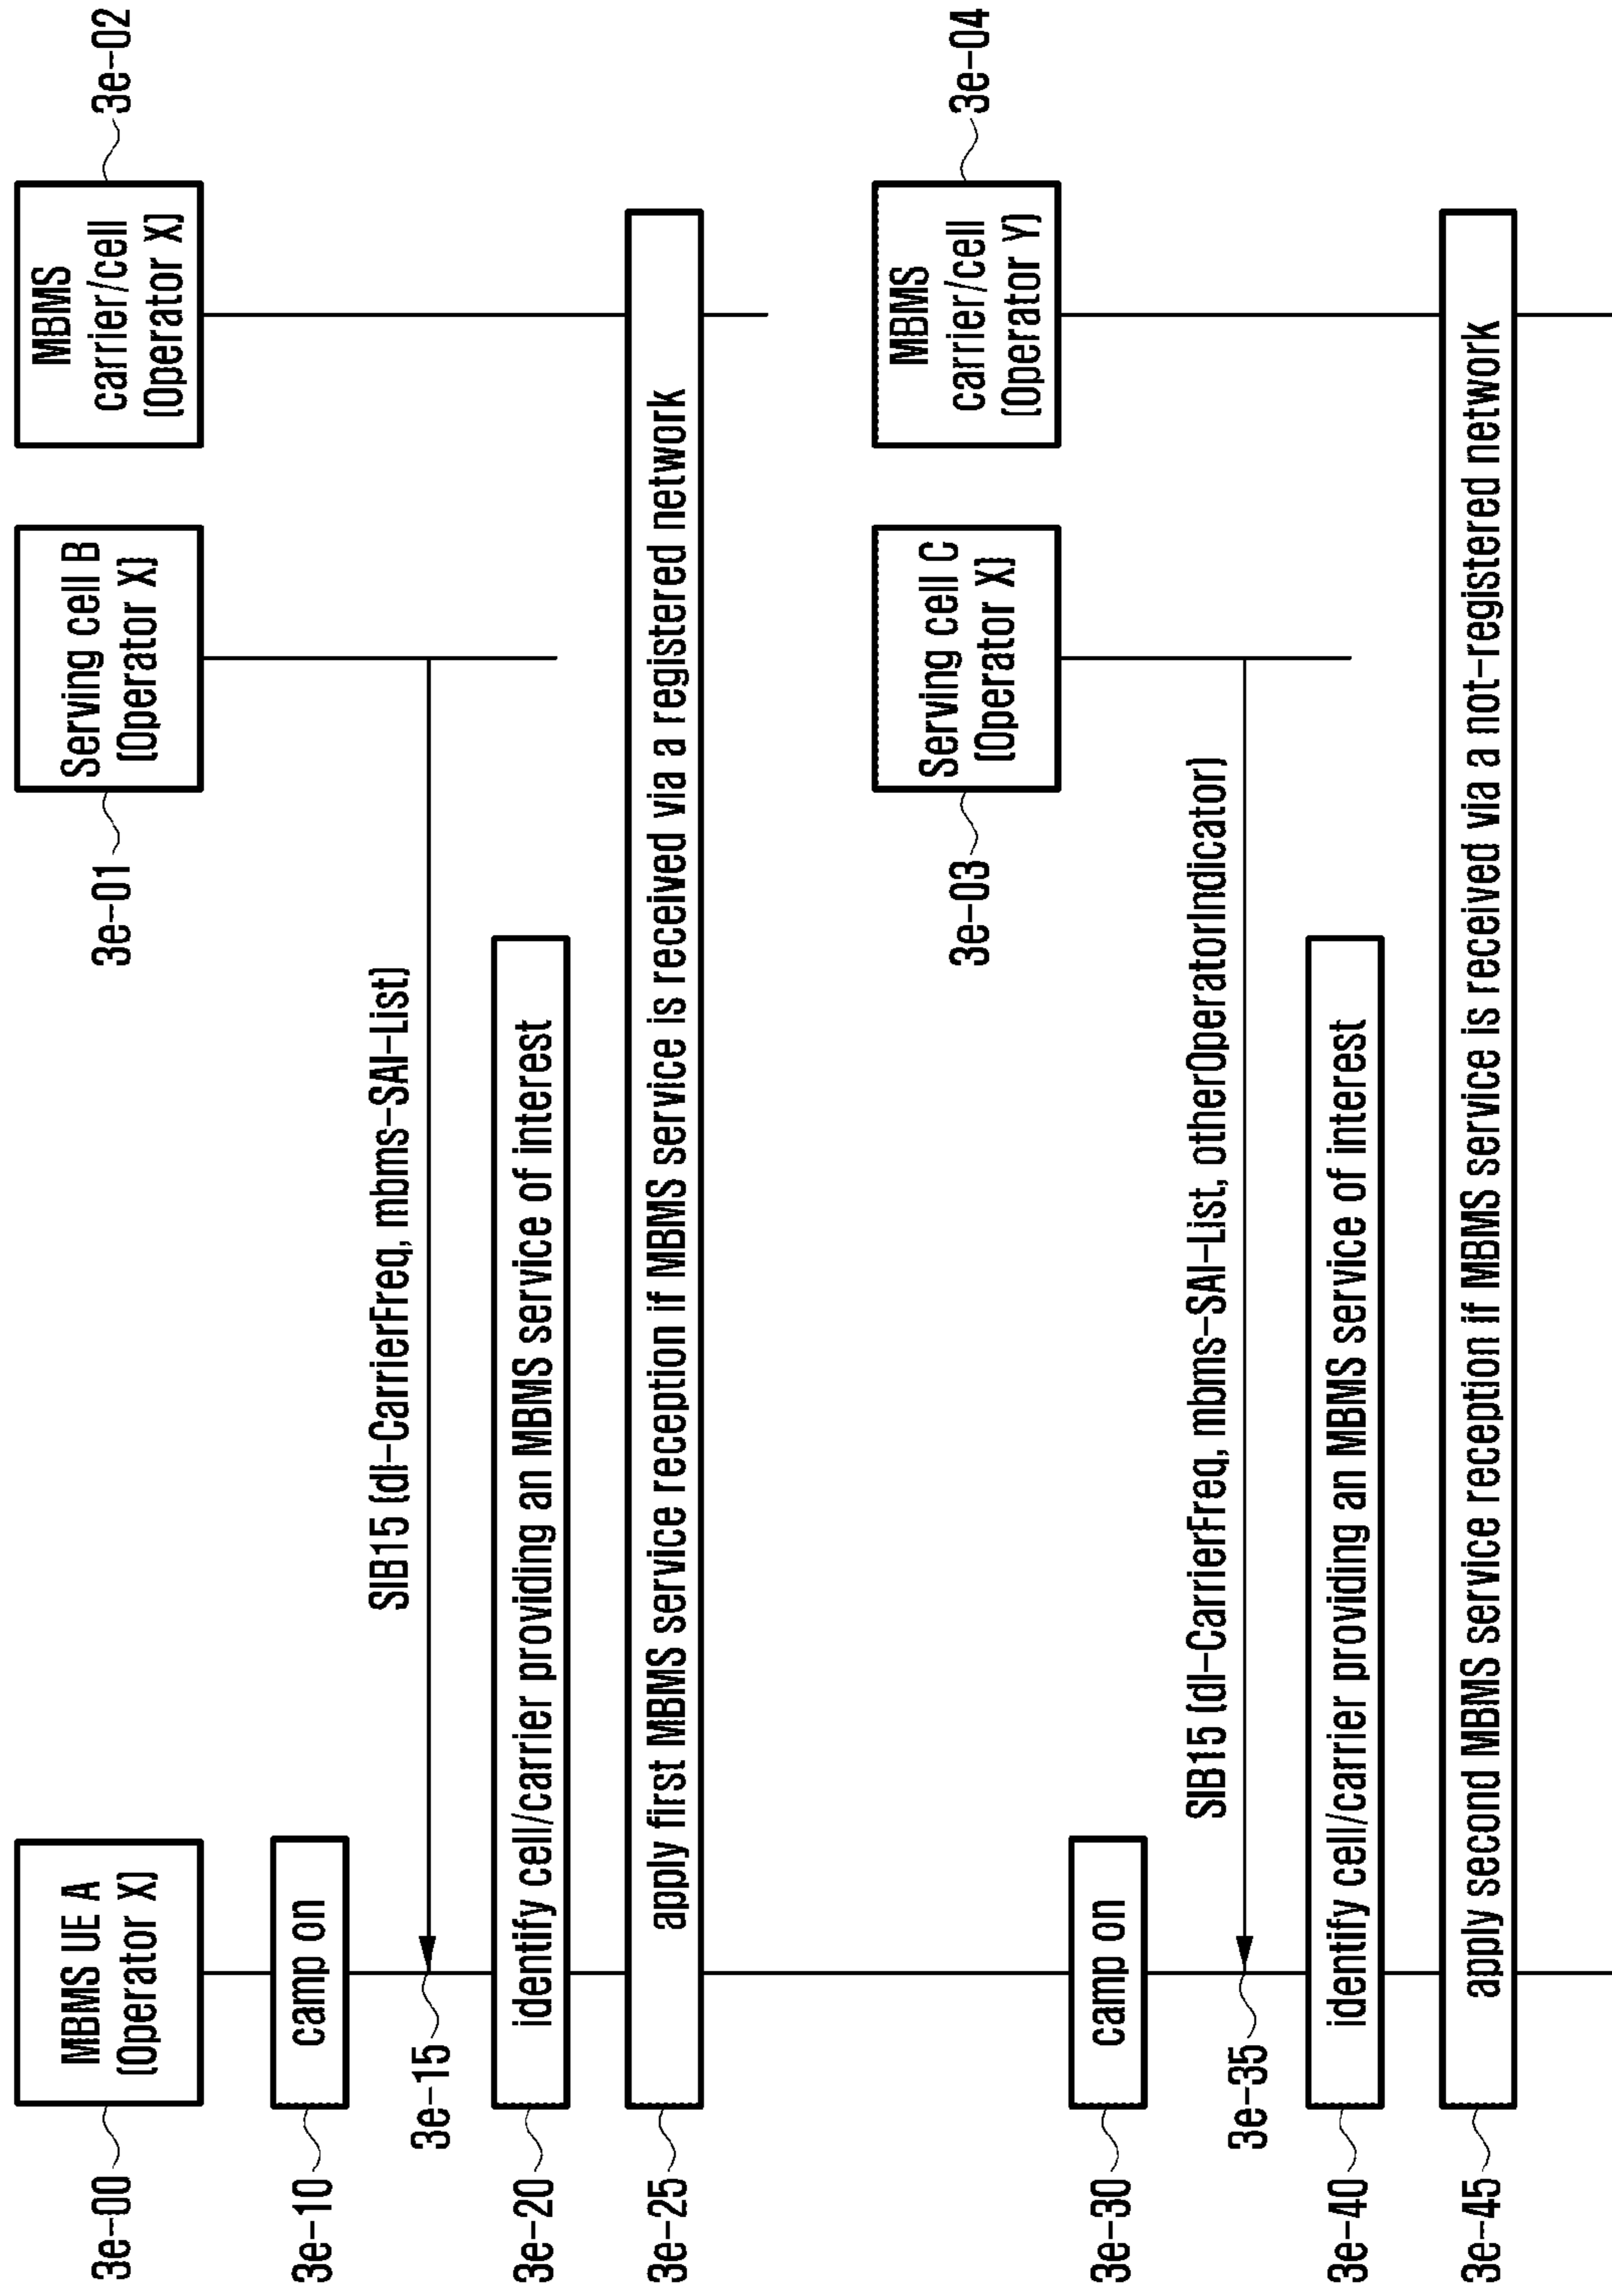 3e-00
MBMS UE A
(Operator X)
3e-01
Serving cell B
(Operator X)
3e-02
MBMS
carrier/cell
(Operator X)
3e-10
camp on
SIB15 (dl-CarrierFreq, mbms-SAI-List)
3e-15
3e-20
identify cell/carrier providing an MBMS service of interest
3e-25
apply first MBMS service reception if MBMS service is received via a registered network
3e-03
Serving cell C
(Operator X)
3e-04
MBMS
carrier/cell
(Operator Y)
3e-30
camp on
SIB15 (dl-CarrierFreq, mbms-SAI-List, otherOperatorIndicator)
3e-35
3e-40
identify cell/carrier providing an MBMS service of interest
3e-45
apply second MBMS service reception if MBMS service is received via a not-registered network